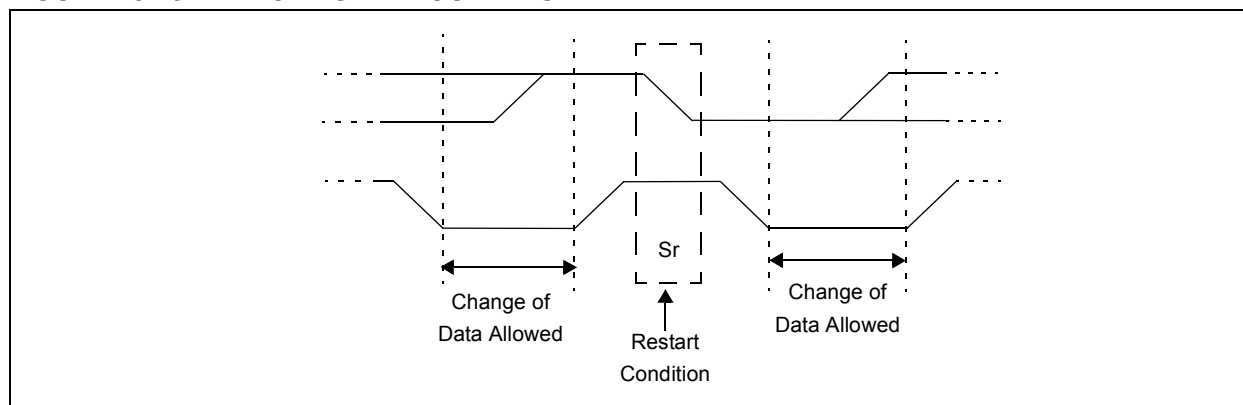 Sr
Change of
Data Allowed
Restart
Condition
Change of
Data Allowed